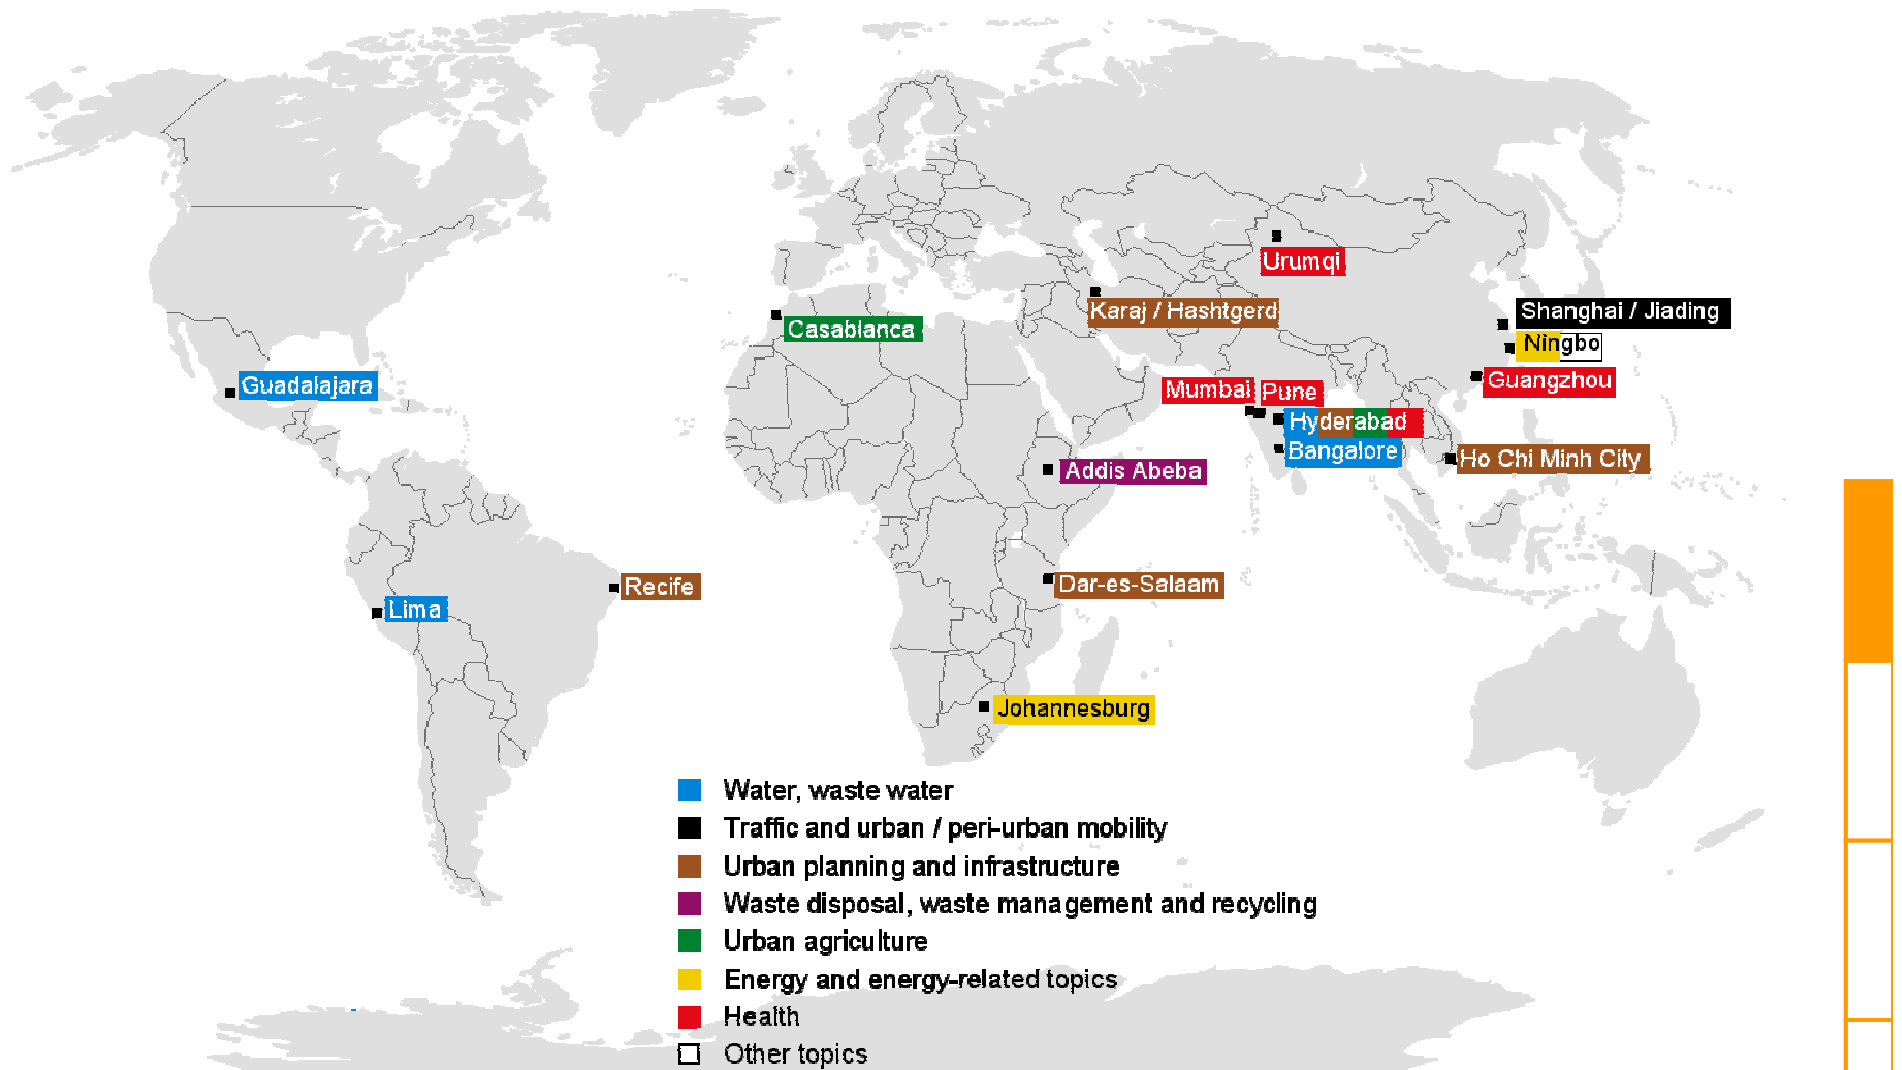 Urumqi
Karaj / Hashtgerd
Shanghai / Jiading
Casablanca
Ningbo
Guangzhou
Guadalajara
Mumbai
Pune
Hyderabad
Bangalore
Ho Chi Minh City
Addis Abeba
Recife
Dar-es-Salaam
Lima
Johannesburg
Water, waste water
Traffic and urban / peri-urban mobility
Urban planning and infrastructure
Waste disposal, waste management and recycling
Urban agriculture
Energy and energy-related topics
Health
Other topics